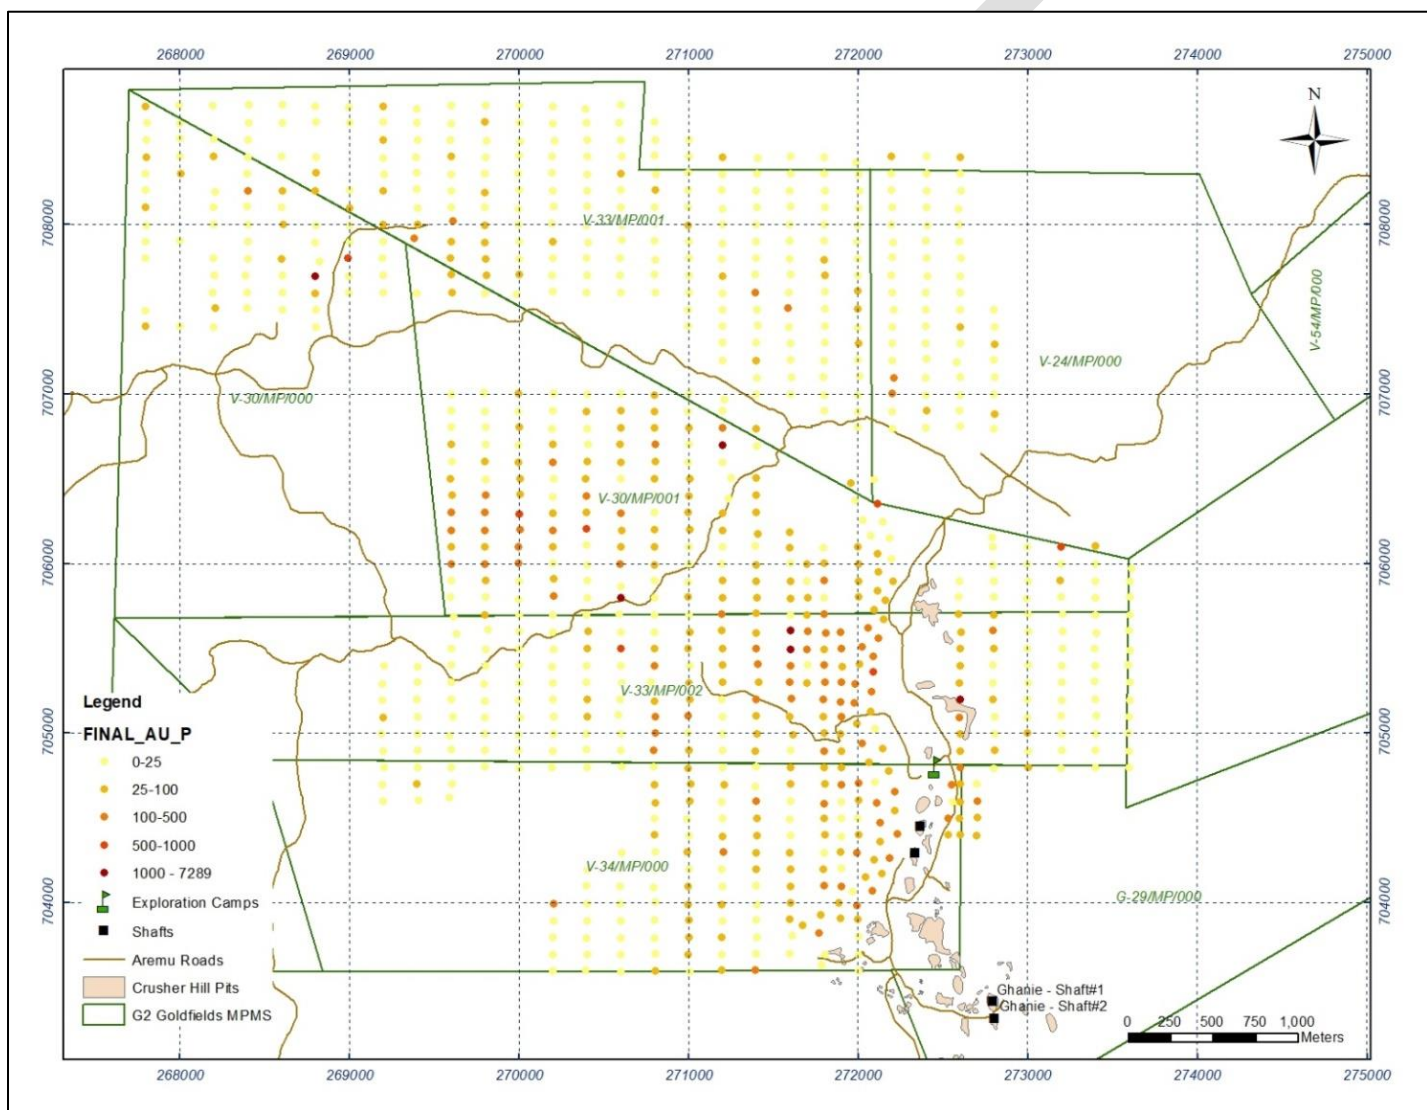 268000 269000 270000 271000 272000 273000 274000 275000
N
708000 708000
V-33/MP/001
V-54/MP/000
V-24/MP/000
707000 707000
V-30/MP/000
V-30/MP/001
706000 706000
V-33/MP/002
Legend
FINAL_AU_P
705000 705000
0-25
25-100
100-500
500-1000
1000 - 7289
V-34/MP/000
G-29/MP/000
704000 704000
Exploration Camps
Shafts
Aremu Roads
Crusher Hill Pits
G2 Goldfields MPMS
Ghanie - Shaft#1
Ghanie - Shaft#2
0 250 500 750 1,000
Meters
268000 269000 270000 271000 272000 273000 274000 275000